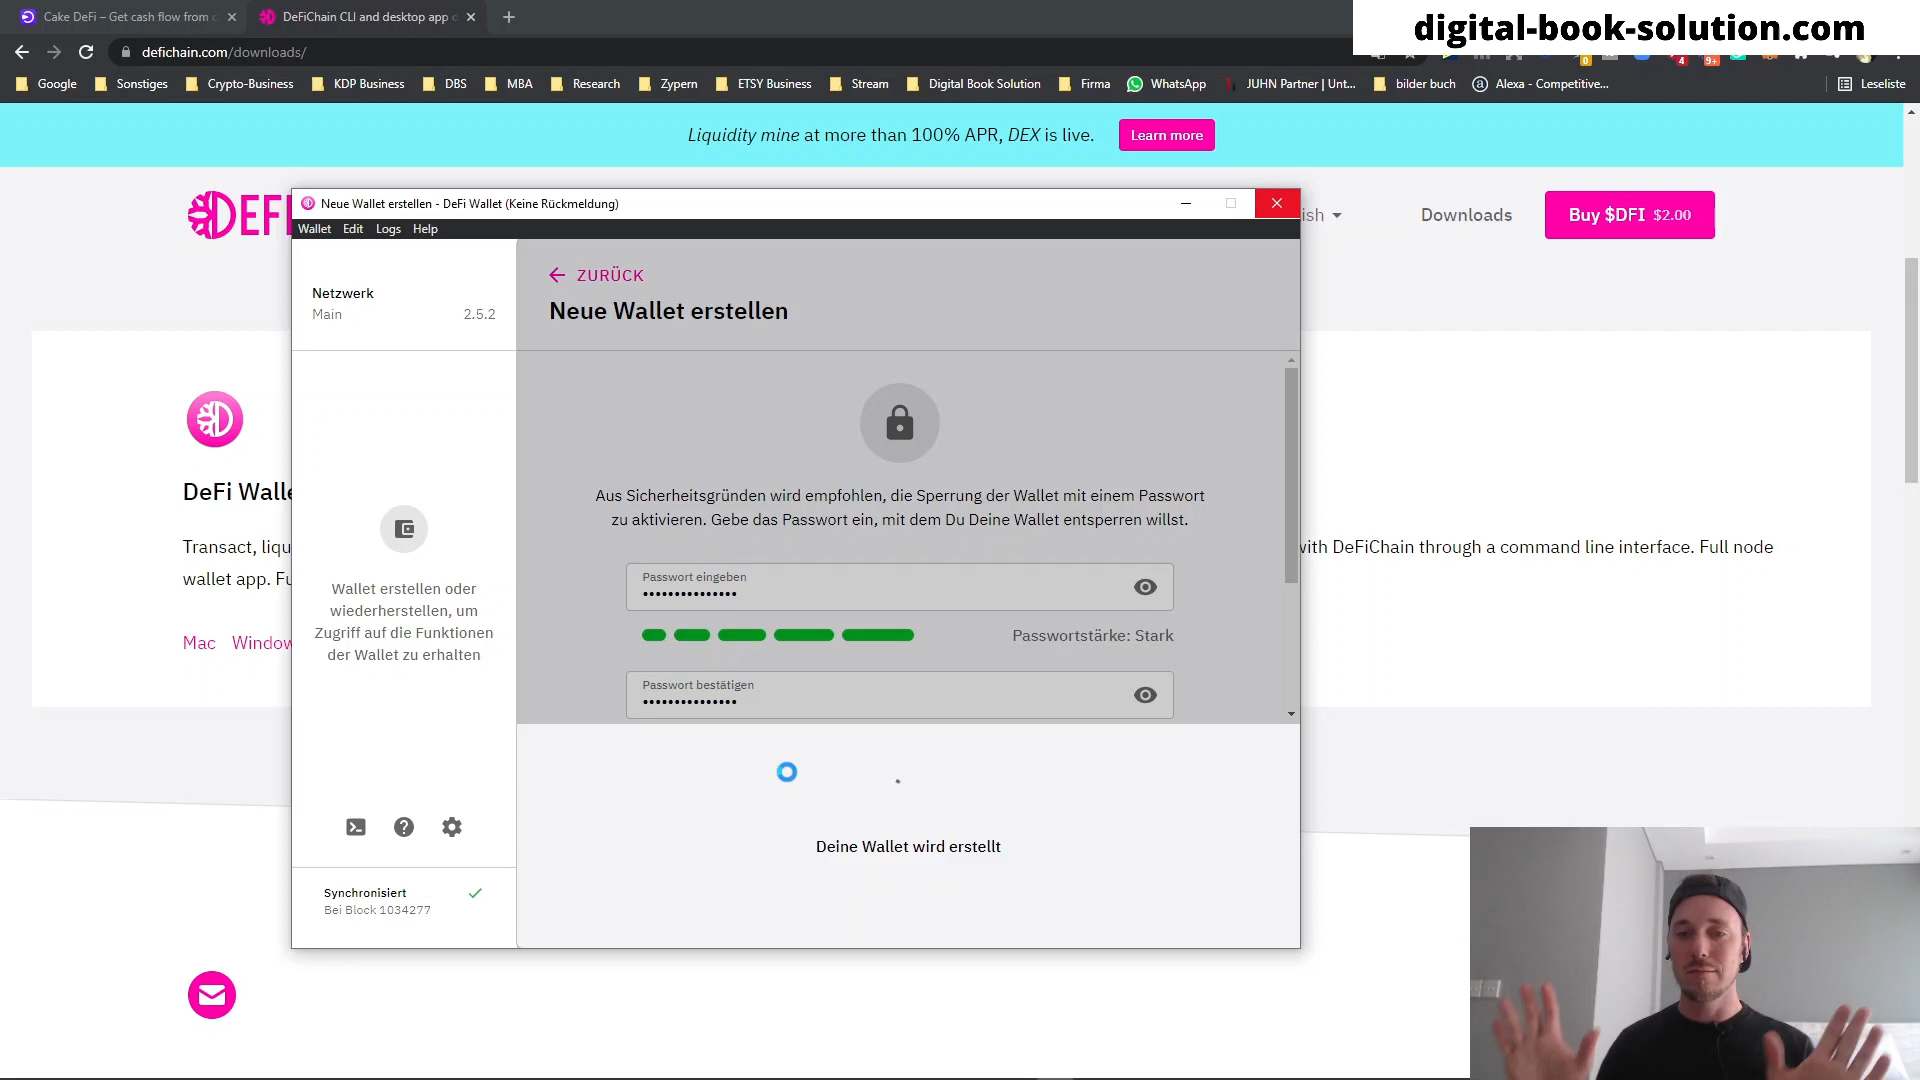 Cake DeFi – Get cash flow from
DeFiChain CLI and desktop app
digital-book-solution.com
defichain.com/downloads/
0
4
9+
Google
Sonstiges
Crypto-Business
KDP Business
DBS
MBA
Research
Zypern
ETSY Business
Stream
Digital Book Solution
Firma
WhatsApp
JUHN Partner | Unt...
bilder buch
Alexa - Competitive...
Leseliste
Liquidity mine at more than 100% APR, DEX is live.
Learn more
DEFI
Neue Wallet erstellen - DeFi Wallet (Keine Rückmeldung)
ish
Downloads
Buy $DFI $2.00
Wallet Edit Logs Help
ZURÜCK
Neue Wallet erstellen
Netzwerk
Main 2.5.2
Aus Sicherheitsgründen wird empfohlen, die Sperrung der Wallet mit einem Passwort
zu aktivieren. Gebe das Passwort ein, mit dem Du Deine Wallet entsperren willst.
DeFi Walle
Transact, liqu
with DeFiChain through a command line interface. Full node
wallet app. Fu
Mac Window
Wallet erstellen oder
wiederherstellen, um
Zugriff auf die Funktionen
der Wallet zu erhalten
Passwort eingeben
•••••••••••••••
Passwortstärke: Stark
Passwort bestätigen
•••••••••••••••
Deine Wallet wird erstellt
Synchronisiert
Bei Block 1034277